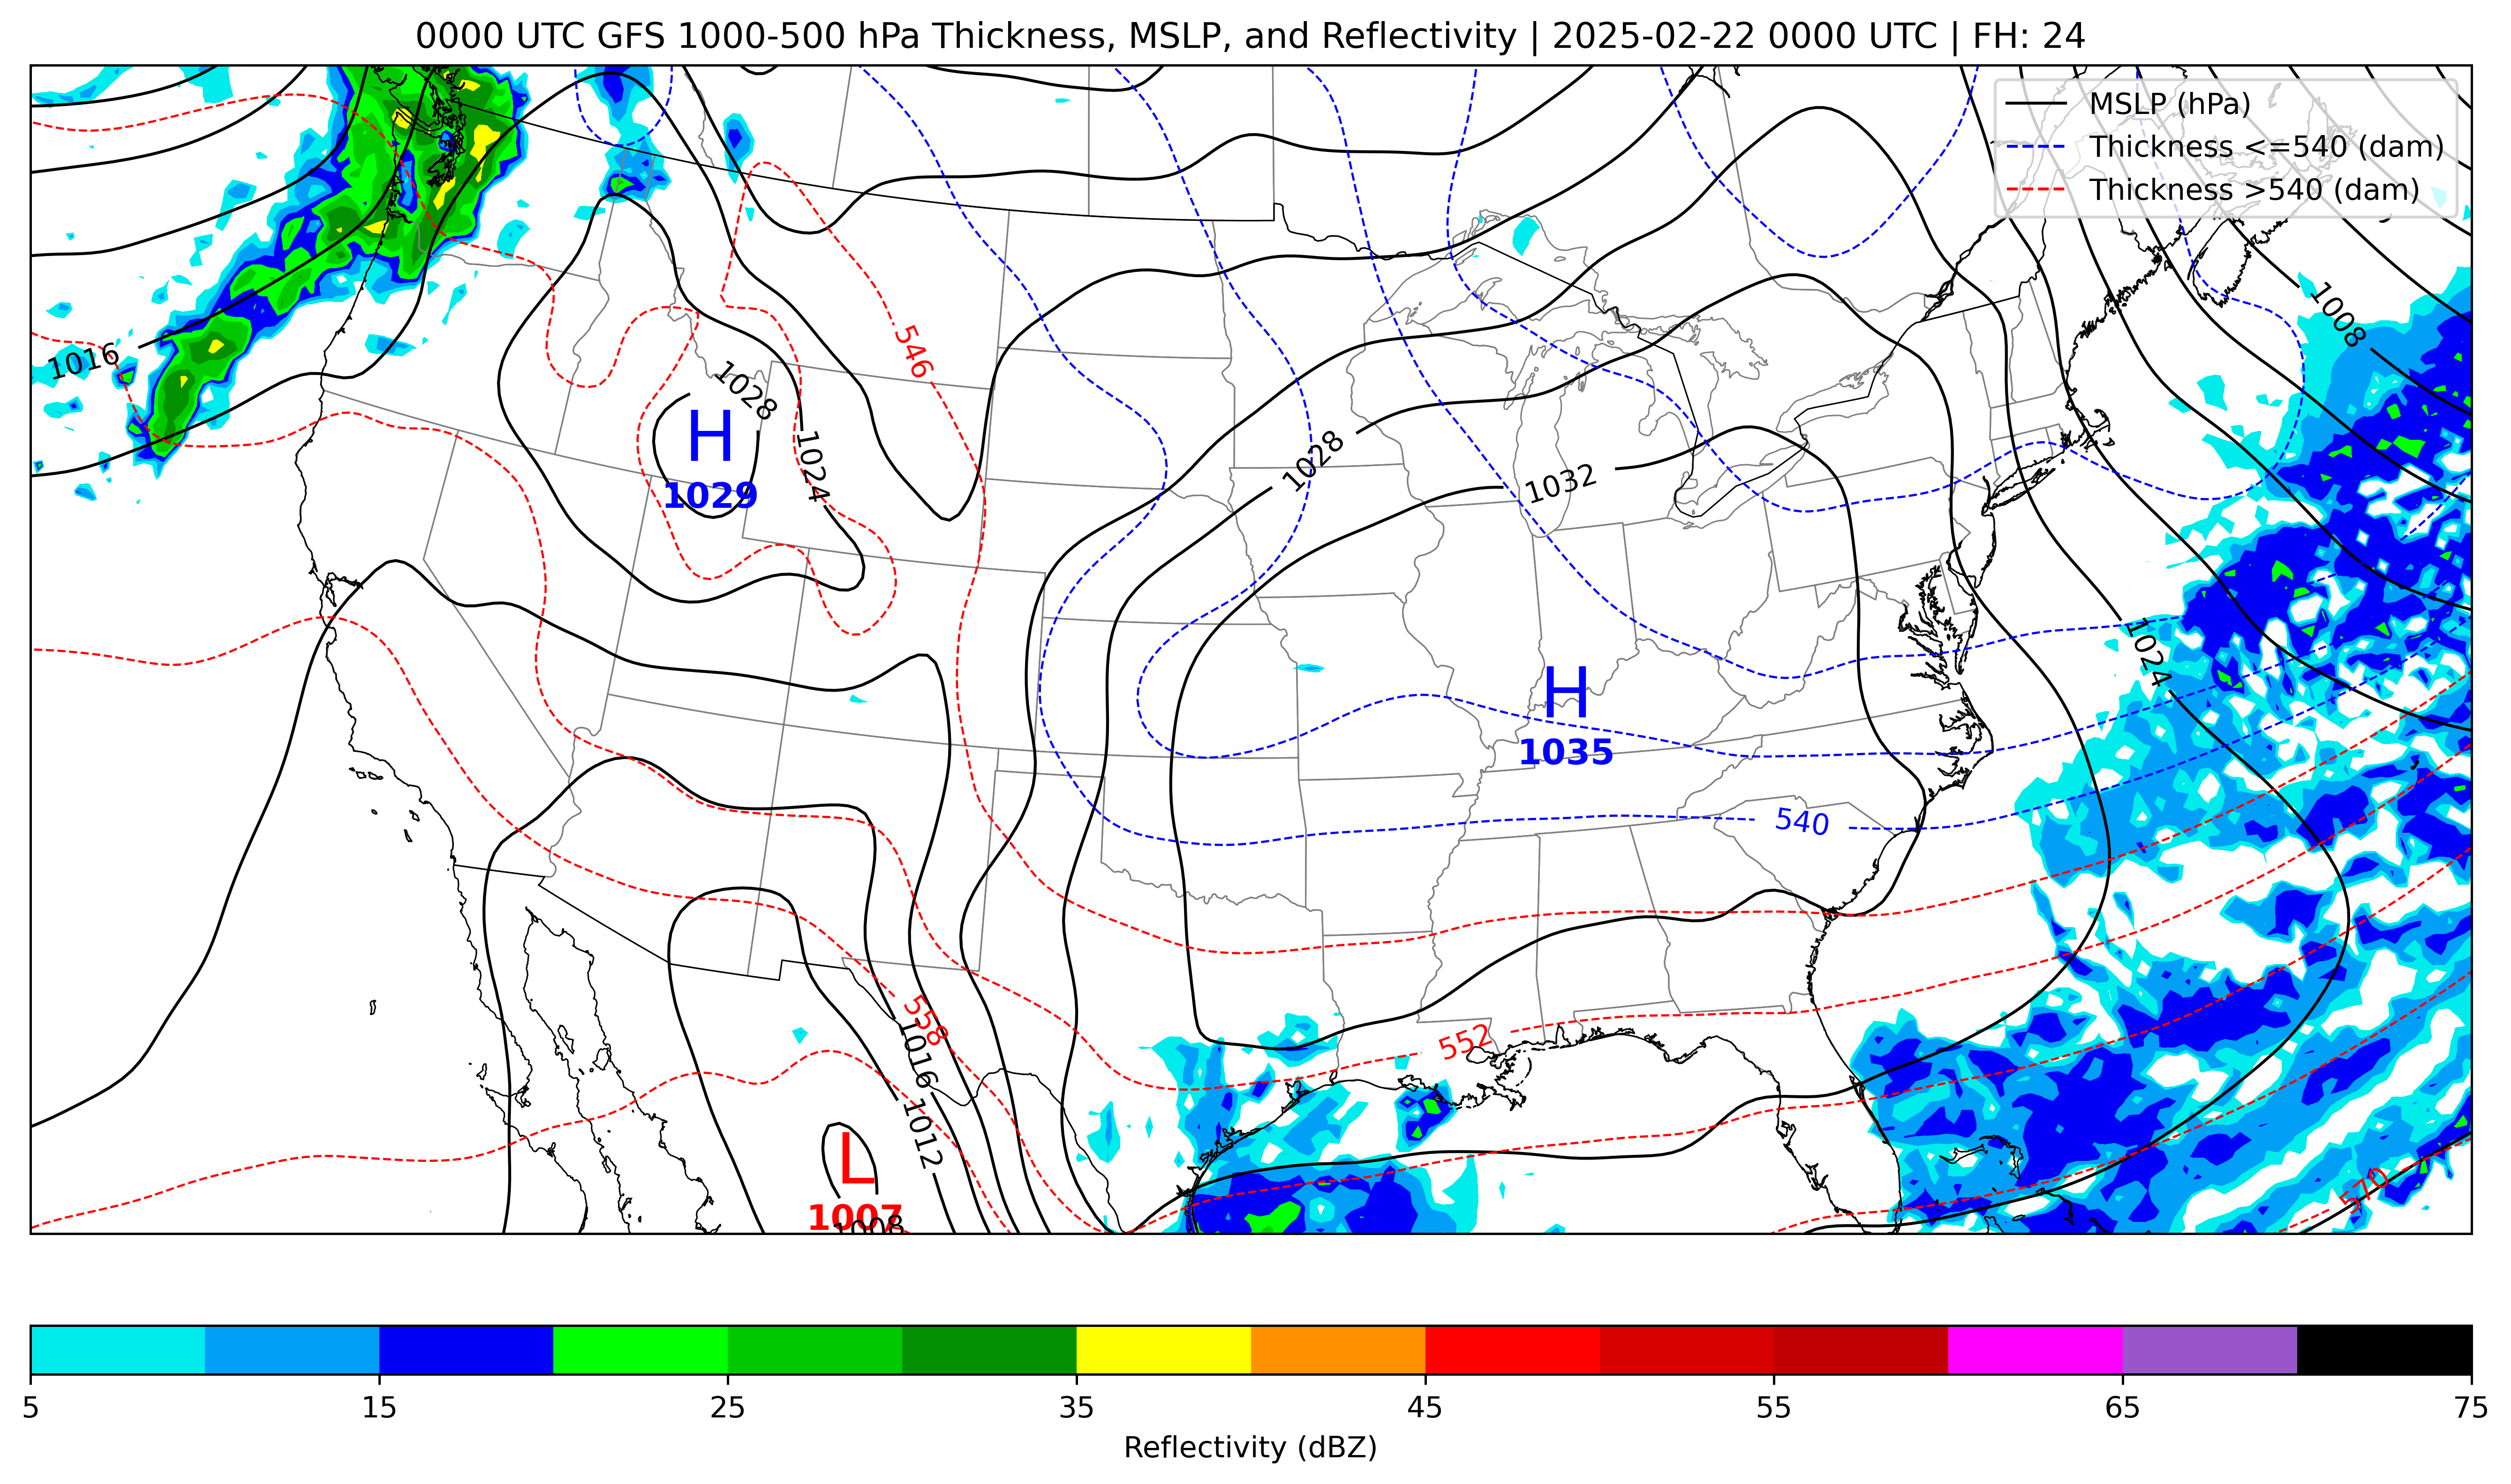 0000 UTC GFS 1000-500 hPa Thickness, MSLP, and Reflectivity | 2025-02-22 0000 UTC | FH: 24
MSLP (hPa)
Thickness <=540 (dam)
Thickness >540 (dam)
1008
1016
546
1028
H
1029
1024
1028
1032
1024
H
1035
540
558
1016
552
1012
L
1007
1008
570
5 15 25 35 45 55 65 75
Reflectivity (dBZ)